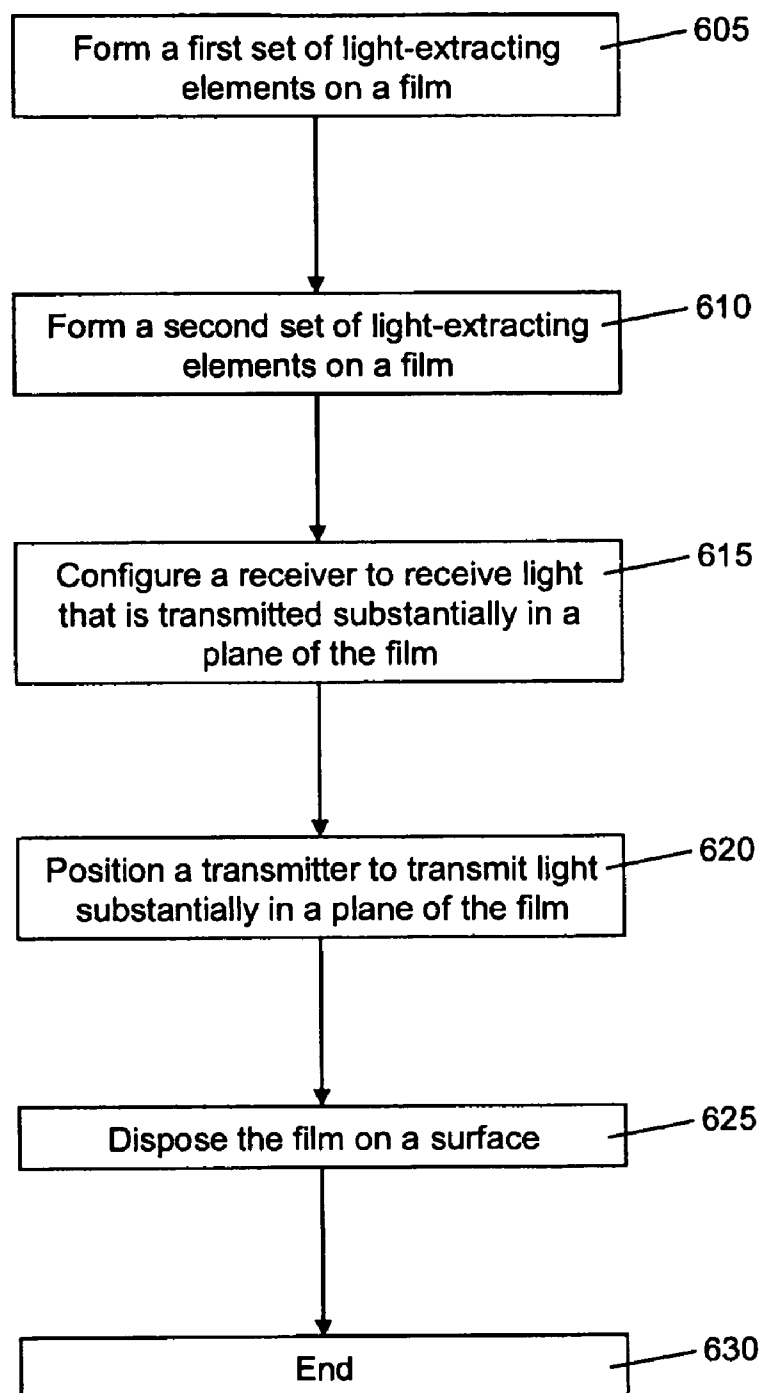 Form a first set of light-extracting
elements on a film
605
Form a second set of light-extracting
elements on a film
610
Configure a receiver to receive light
that is transmitted substantially in a
plane of the film
615
Position a transmitter to transmit light
substantially in a plane of the film
620
Dispose the film on a surface
625
End
630